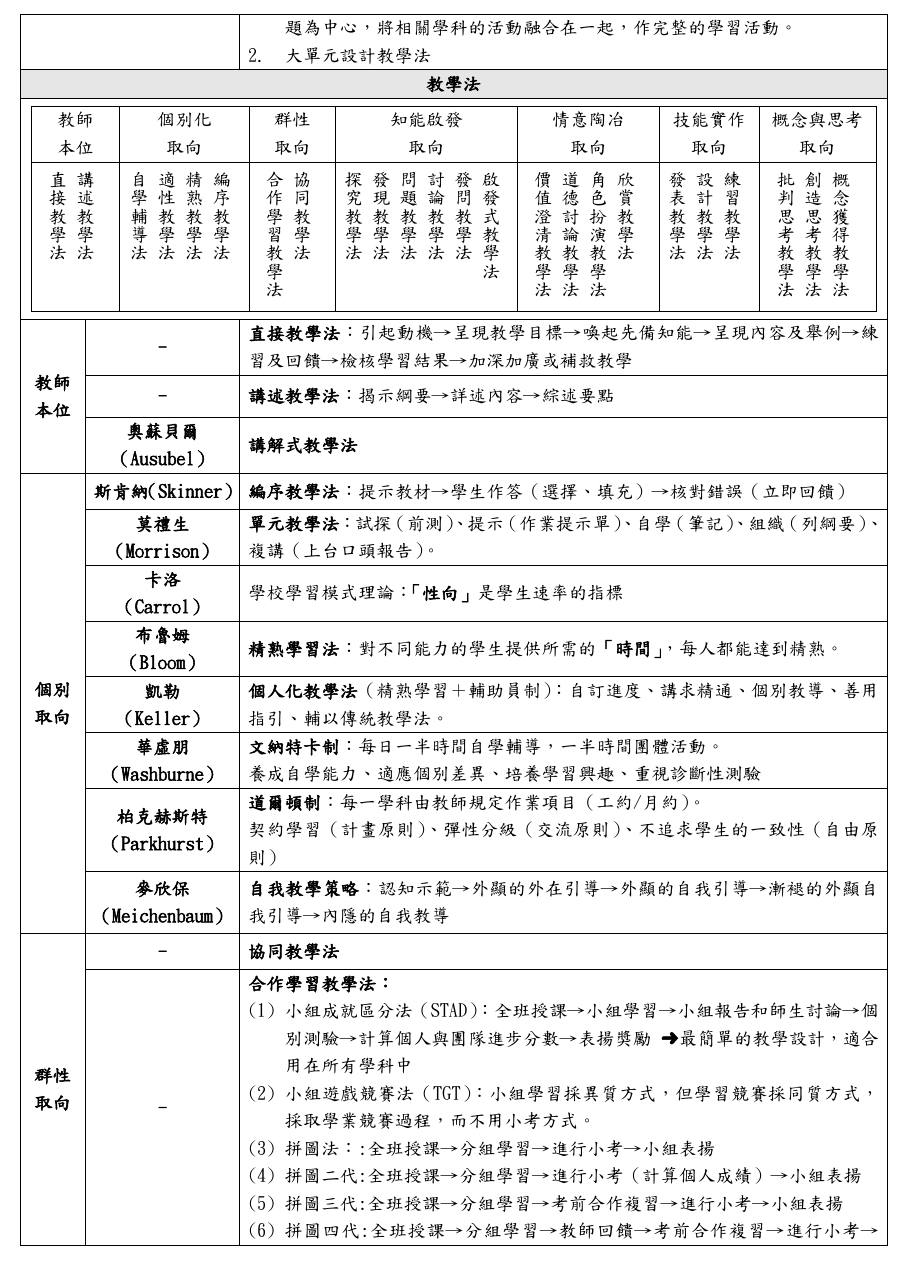 題為中心，將相關學科的活動融合在一起，作完整的學習活動。
2. 大單元設計教學法
教學法
教師
本位
個別化
取向
群性
取向
知能啟發
取向
情意陶冶
取向
技能實作
取向
概念與思考
取向
直接教學法
講述教學法
自學輔導法
適性教學法
精熟教學法
編序教學法
合作學習教學法
協同教學法
探究教學法
發現教學法
問題教學法
討論教學法
發問教學法
啟發式教學法
價值澄清教學法
道德討論教學法
角色扮演教學法
欣賞教學法
發表教學法
設計教學法
練習教學法
批判思考教學法
創造思考教學法
概念獲得教學法
教師
本位
–
直接教學法：引起動機→呈現教學目標→喚起先備知能→呈現內容及舉例→練
習及回饋→檢核學習結果→加深加廣或補救教學
–
講述教學法：揭示綱要→詳述內容→綜述要點
奧蘇貝爾
（Ausubel）
講解式教學法
個別
取向
斯肯納(Skinner）
編序教學法：提示教材→學生作答（選擇、填充）→核對錯誤（立即回饋）
莫禮生
（Morrison）
單元教學法：試探（前測）、提示（作業提示單）、自學（筆記）、組織（列綱要）、
複講（上台口頭報告）。
卡洛
（Carrol）
學校學習模式理論：「性向」是學生速率的指標
布魯姆
（Bloom）
精熟學習法：對不同能力的學生提供所需的「時間」，每人都能達到精熟。
凱勒
（Keller）
個人化教學法（精熟學習＋輔助員制）：自訂進度、講求精通、個別教導、善用
指引、輔以傳統教學法。
華虛朋
（Washburne）
文納特卡制：每日一半時間自學輔導，一半時間團體活動。
養成自學能力、適應個別差異、培養學習興趣、重視診斷性測驗
柏克赫斯特
（Parkhurst）
道爾頓制：每一學科由教師規定作業項目（工約/月約）。
契約學習（計畫原則）、彈性分級（交流原則）、不追求學生的一致性（自由原
則）
麥欣保
（Meichenbaum）
自我教學策略：認知示範→外顯的外在引導→外顯的自我引導→漸褪的外顯自
我引導→內隱的自我教導
群性
取向
–
協同教學法
–
合作學習教學法：
(1) 小組成就區分法（STAD）：全班授課→小組學習→小組報告和師生討論→個
別測驗→計算個人與團隊進步分數→表揚獎勵 ➜最簡單的教學設計，適合
用在所有學科中
(2) 小組遊戲競賽法（TGT）：小組學習採異質方式，但學習競賽採同質方式，
採取學業競賽過程，而不用小考方式。
(3) 拼圖法：:全班授課→分組學習→進行小考→小組表揚
(4) 拼圖二代:全班授課→分組學習→進行小考（計算個人成績）→小組表揚
(5) 拼圖三代:全班授課→分組學習→考前合作複習→進行小考→小組表揚
(6) 拼圖四代:全班授課→分組學習→教師回饋→考前合作複習→進行小考→